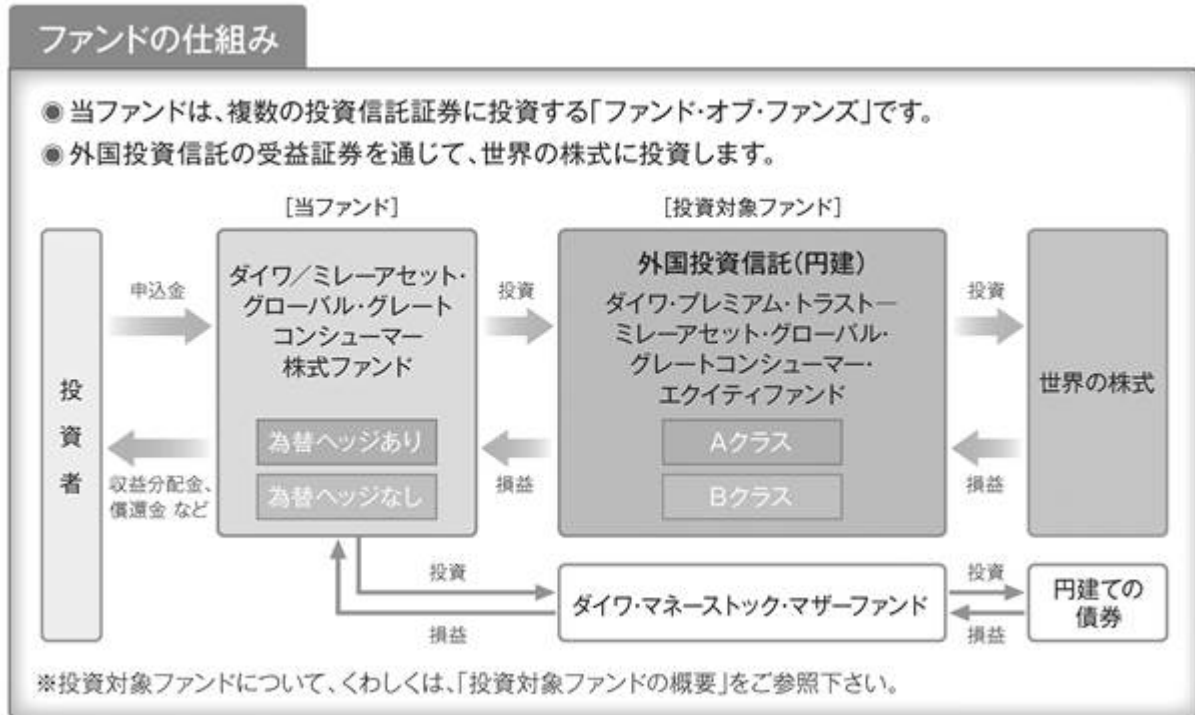 ファンドの仕組み
◉当ファンドは、複数の投資信託証券に投資する「ファンド・オブ・ファンズ」です。
◉外国投資信託の受益証券を通じて、世界の株式に投資します。
[当ファンド]
[投資対象ファンド]
投資者
申込金
収益分配金、
償還金 など
ダイワ/ミレーアセット・
グローバル・グレート
コンシューマー
株式ファンド
為替ヘッジあり
為替ヘッジなし
投資
損益
外国投資信託(円建)
ダイワ・プレミアム・トラスト―
ミレーアセット・グローバル・
グレートコンシューマー・
エクイティファンド
Aクラス
Bクラス
投資
損益
世界の株式
投資
損益
ダイワ・マネーストック・マザーファンド
投資
損益
円建ての
債券
※投資対象ファンドについて、くわしくは、「投資対象ファンドの概要」をご参照下さい。